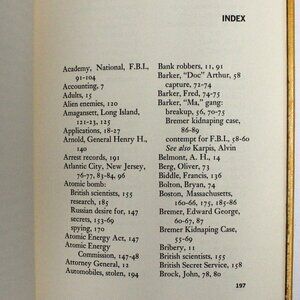 INDEX
Academy, National, F.B.I.,
91-104
Accounting, 7
Adults, 15
Alien enemies, 120
Amagansett, Long Island,
121-23, 125
Applications, 18-27
Arnold, General Henry H.,
140
Arrest records, 191
Atlantic City, New Jersey,
76-77, 83-84, 96
Atomic bomb:
British scientists, 155
research, 185
Russian desire for, 147
secrets, 153-69
spying, 170
Atomic Energy Act, 147
Atomic Energy
Commission, 147-48
Attorney General, 12
Automobiles, stolen, 194
Bank robbers, 11, 91
Barker, "Doc" Arthur, 58
capture, 72-74
Barker, Fred, 74-75
Barker, "Ma," gang:
breakup, 56, 70-75
Bremer kidnaping case,
86-89
contempt for F.B.I., 58-60
See also Karpis, Alvin
Belmont, A. H., 14
Berg, Oliver, 73
Biddle, Francis, 136
Bolton, Bryan, 74
Boston, Massachusetts,
160-66, 175, 185, 188
Bremer, Edward George,
60-67, 87
Bremer Kidnaping Case,
55-69
Bribery, 11
British scientists, 155
British Secret Service, 158
Brock, John, 78, 81
197